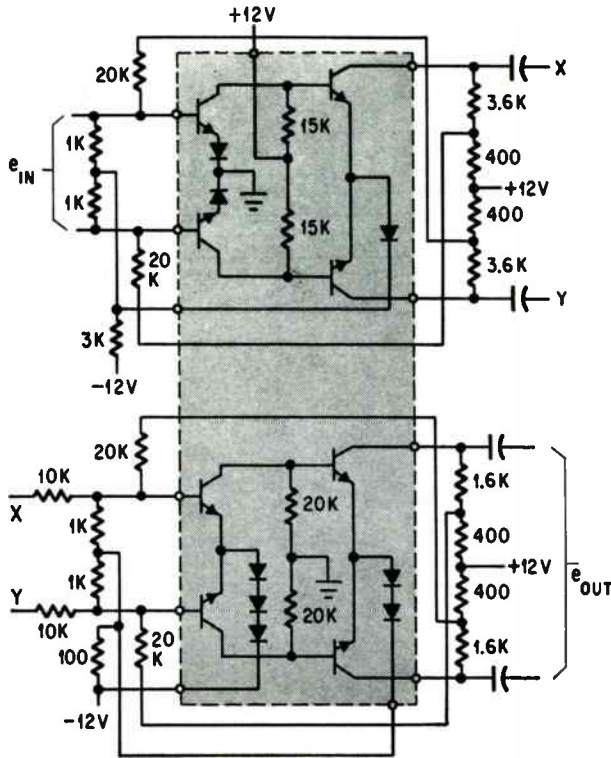 +12V
20K
X
3.6K
15K
1K
400
e IN
+12V
1K
400
15K
20
K
3.6K
Y
3K
-12V
20K
10K
1.6K
X
20K
400
1K
+12V
e OUT
1K
400
Y
20K
10K
20
K
1.6K
100
-12V